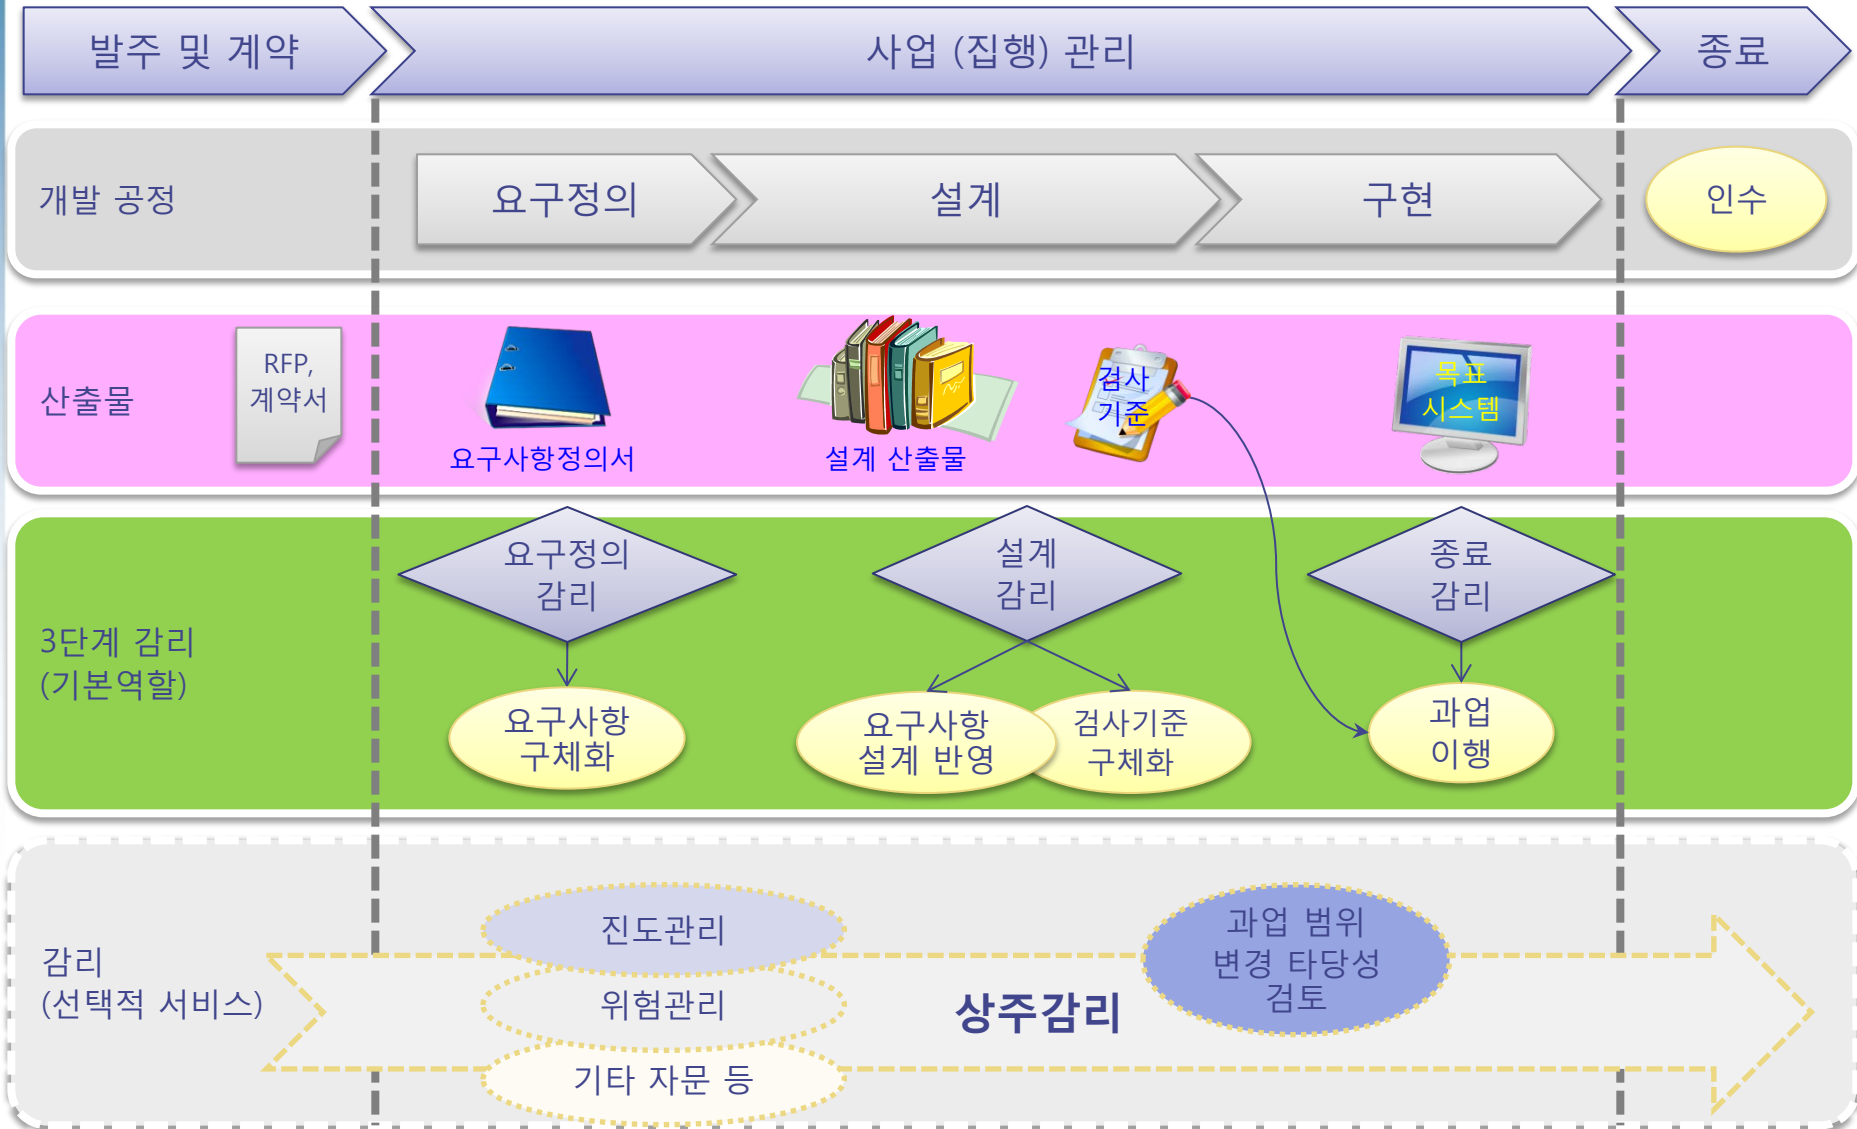 발주 및 계약
사업 (집행) 관리
종료
개발 공정
요구정의
설계
구현
인수
산출물
RFP,
계약서
요구사항정의서
설계 산출물
검사
기준
목표
시스템
3단계 감리
(기본역할)
요구정의
감리
설계
감리
종료
감리
요구사항
구체화
요구사항
설계 반영
검사기준
구체화
과업
이행
감리
(선택적 서비스)
진도관리
위험관리
기타 자문 등
상주감리
과업 범위
변경 타당성
검토